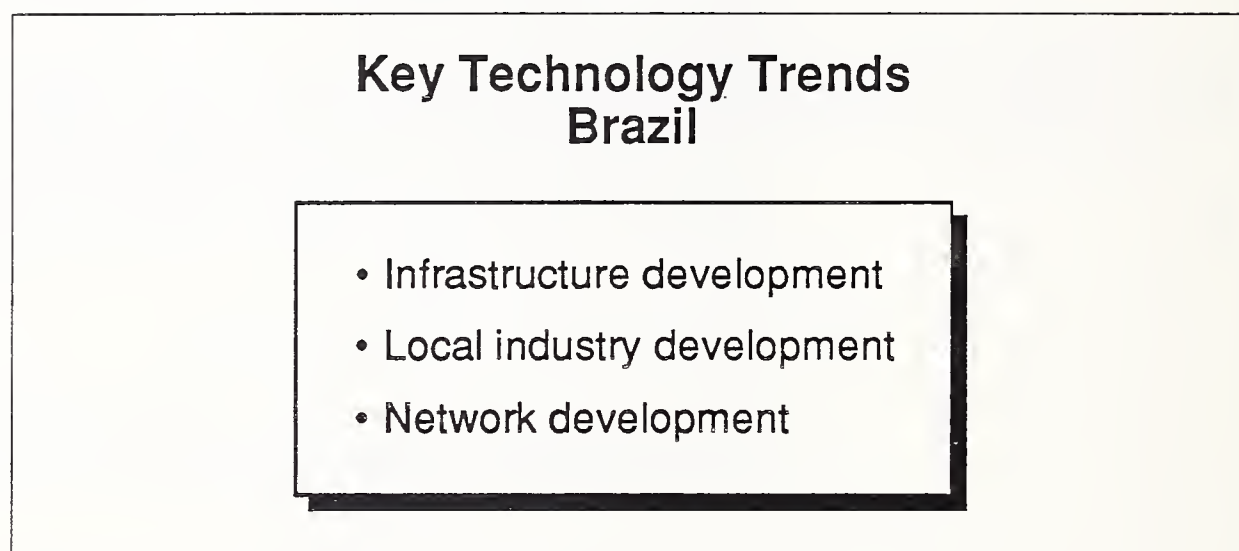 Key Technology Trends
Brazil
• Infrastructure development
• Local industry development
• Network development